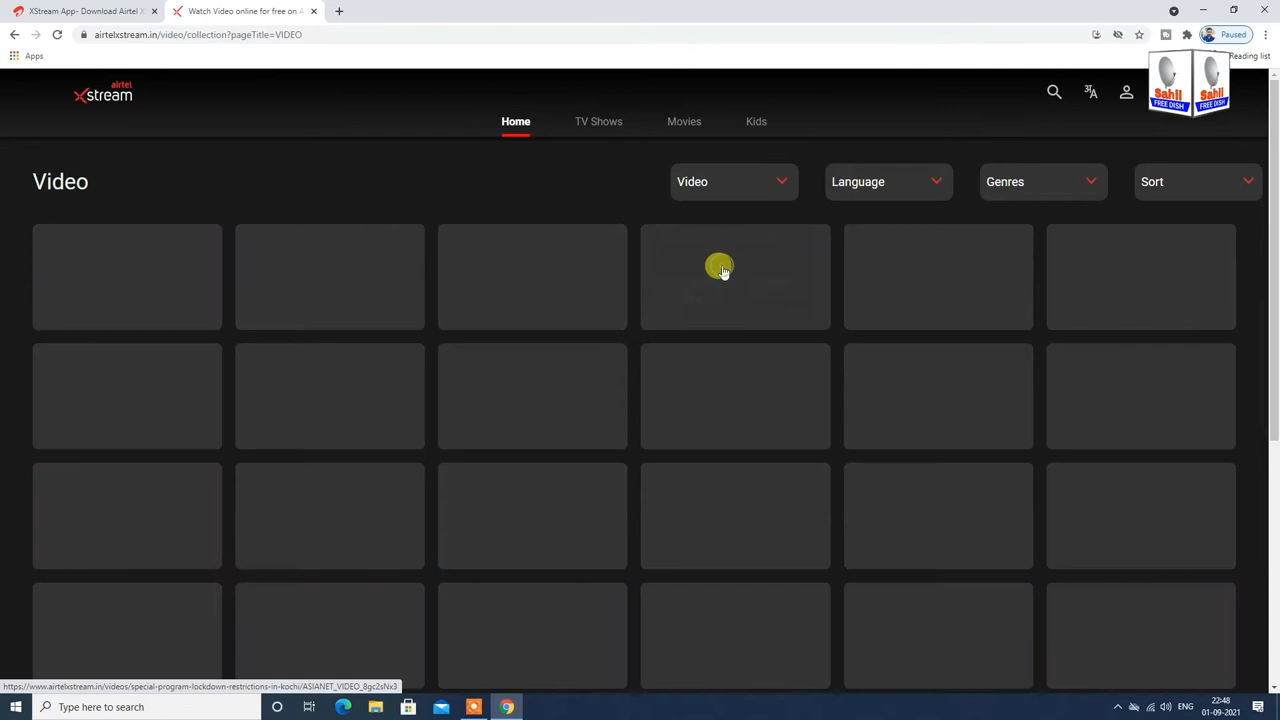 XStream App- Download Airtel X
Watch Video online for free on A
airtelxstream.in/video/collection?pageTitle=VIDEO
Paused
Apps
Reading list
airtel
xstream
Sahil
FREE DISH
Sahil
FREE DISH
Home
TV Shows
Movies
Kids
Video
Video
Language
Genres
Sort
https://www.airtelxstream.in/videos/special-program-lockdown-restrictions-in-kochi/ASIANET_VIDEO_8gc2sNx3
Type here to search
ENG
22:48
01-09-2021